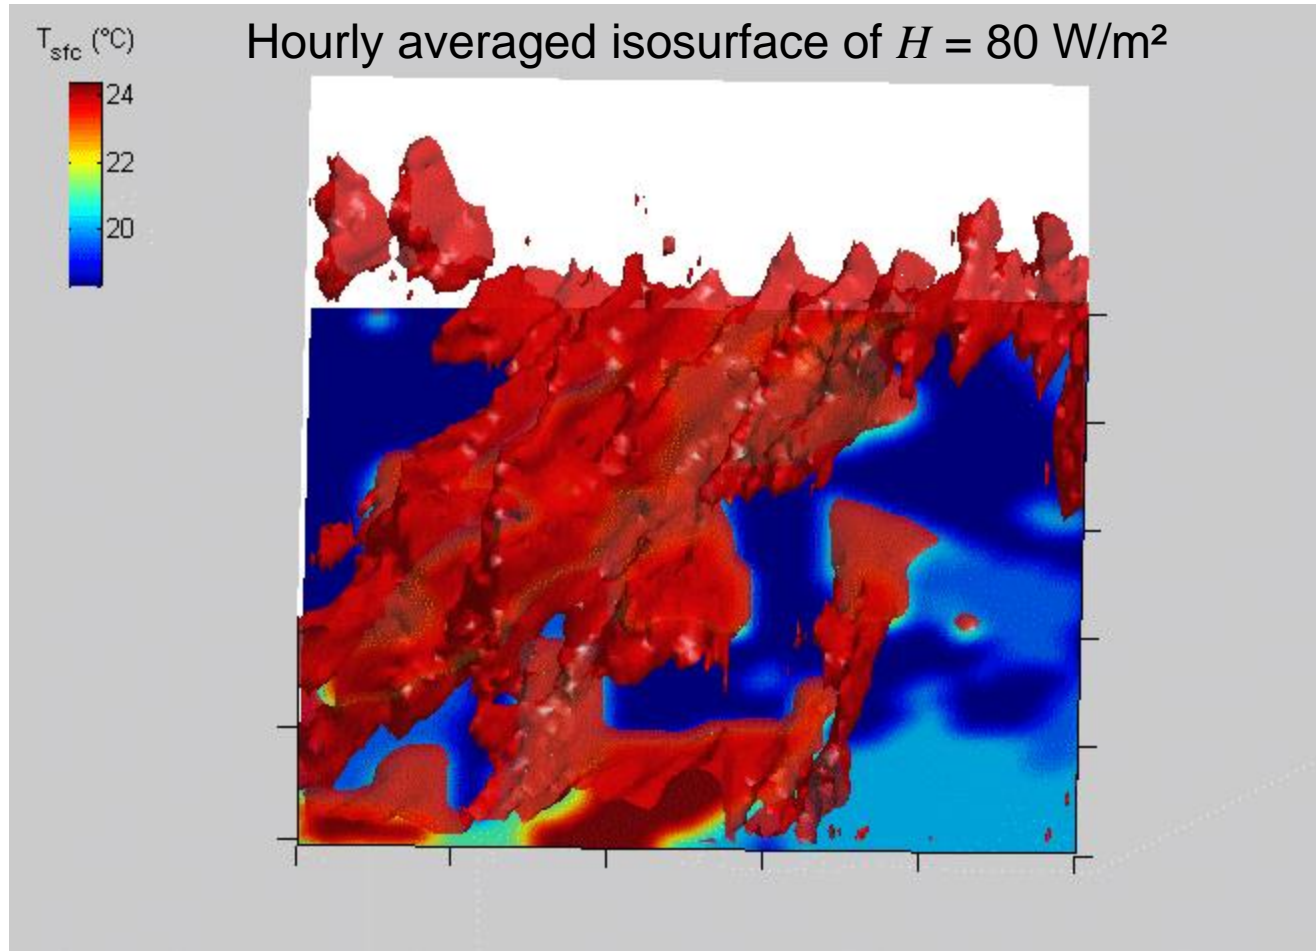 Hourly averaged isosurface of H = 80 W/m²
T_sfc (°C)
24
22
20